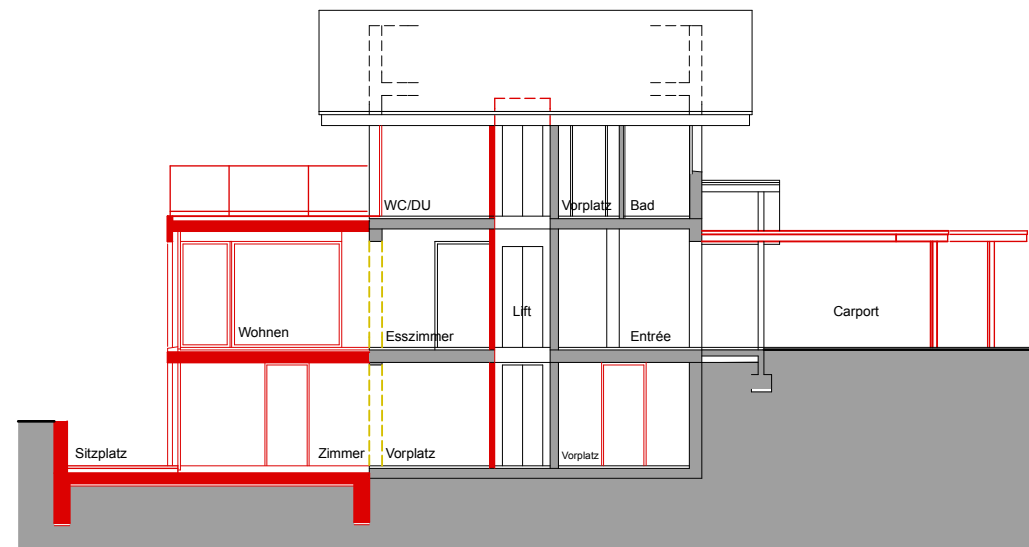 WC/DU
Vorplatz
Bad
Wohnen
Esszimmer
Lift
Entrée
Carport
Sitzplatz
Zimmer
Vorplatz
Vorplatz